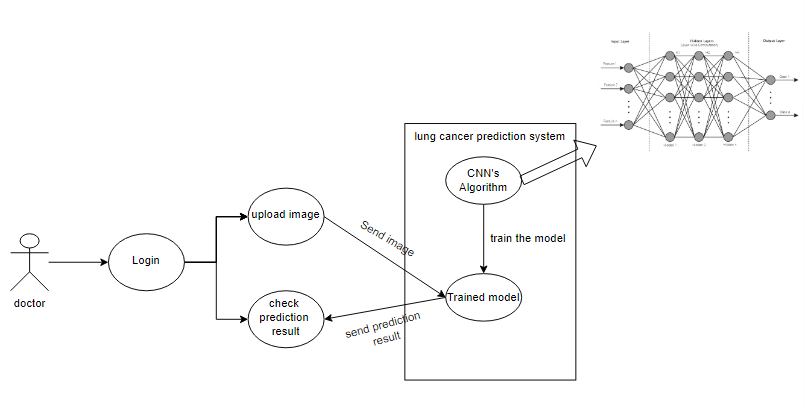 Input Layer
Hidden Layers
Output Layer
lung cancer prediction system
CNN's
Algorithm
upload image
Send image
train the model
Login
doctor
Trained model
check
prediction
result
send prediction
result